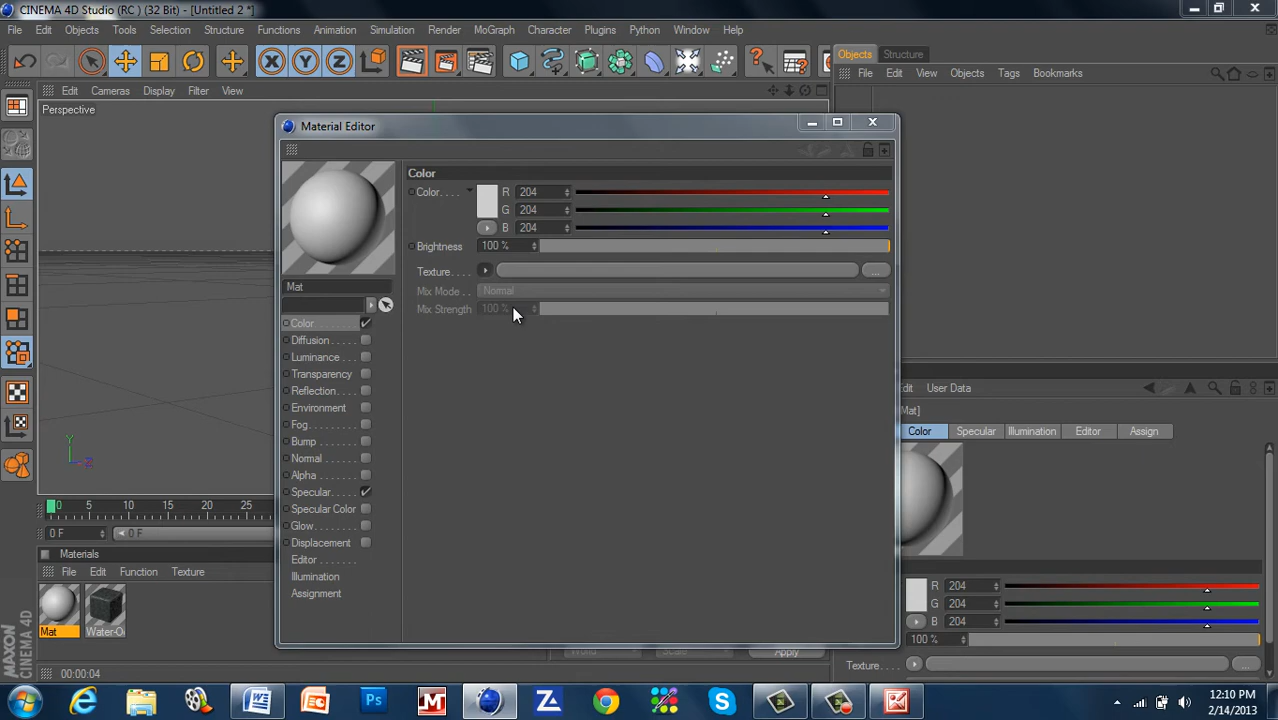 CINEMA 4D Studio (RC ) (32 Bit) - [Untitled 2 *]
File Edit Objects Tools Selection Structure Functions Animation Simulation Render MoGraph Character Plugins Python Window Help
Objects Structure
File Edit View Objects Tags Bookmarks
Edit Cameras Display Filter View
Perspective
Material Editor
Color
Color. . . . R 204
G 204
B 204
Brightness 100 %
Texture. . . . ...
Mix Mode . . Normal
Mix Strength 100 %
Mat
Color
Diffusion
Luminance
Transparency
Reflection
Environment
Fog
Bump
Normal
Alpha
Specular
Specular Color
Glow
Displacement
Editor
Illumination
Assignment
Y
Z
0 5 10 15 20 25
0 F 0 F
Materials
File Edit Function Texture
Mat Water-O
MAXON
CINEMA 4D
00:00:04
World Scale Apply
User Data
Mat]
Color Specular Illumination Editor Assign
R 204
G 204
B 204
100 %
Texture. . . . ...
12:10 PM
2/14/2013